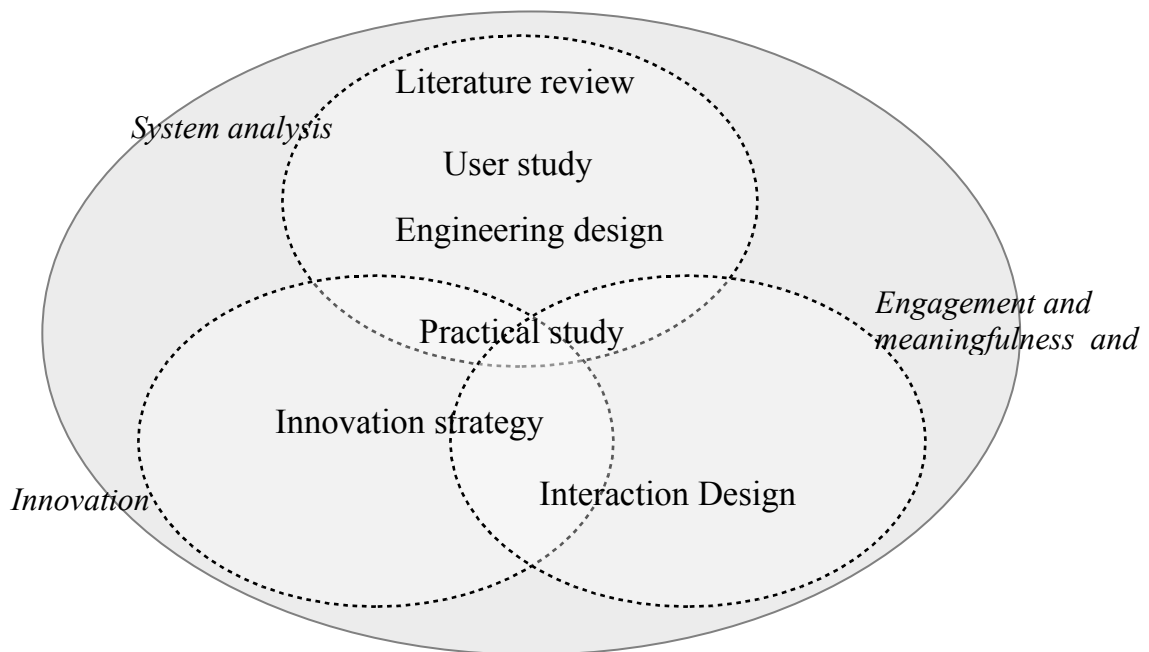 Literature review
System analysis
User study
Engineering design
Engagement and
meaningfulness and
Practical study
Innovation strategy
Interaction Design
Innovation